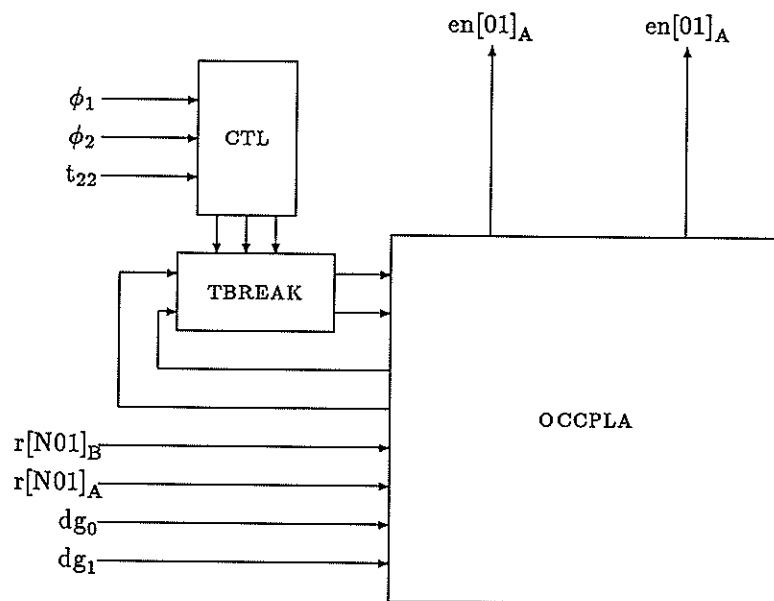 en[01]A en[01]A
ϕ1
ϕ2
t22
CTL
TBREAK
OCCPLA
r[N01]B
r[N01]A
dg0
dg1